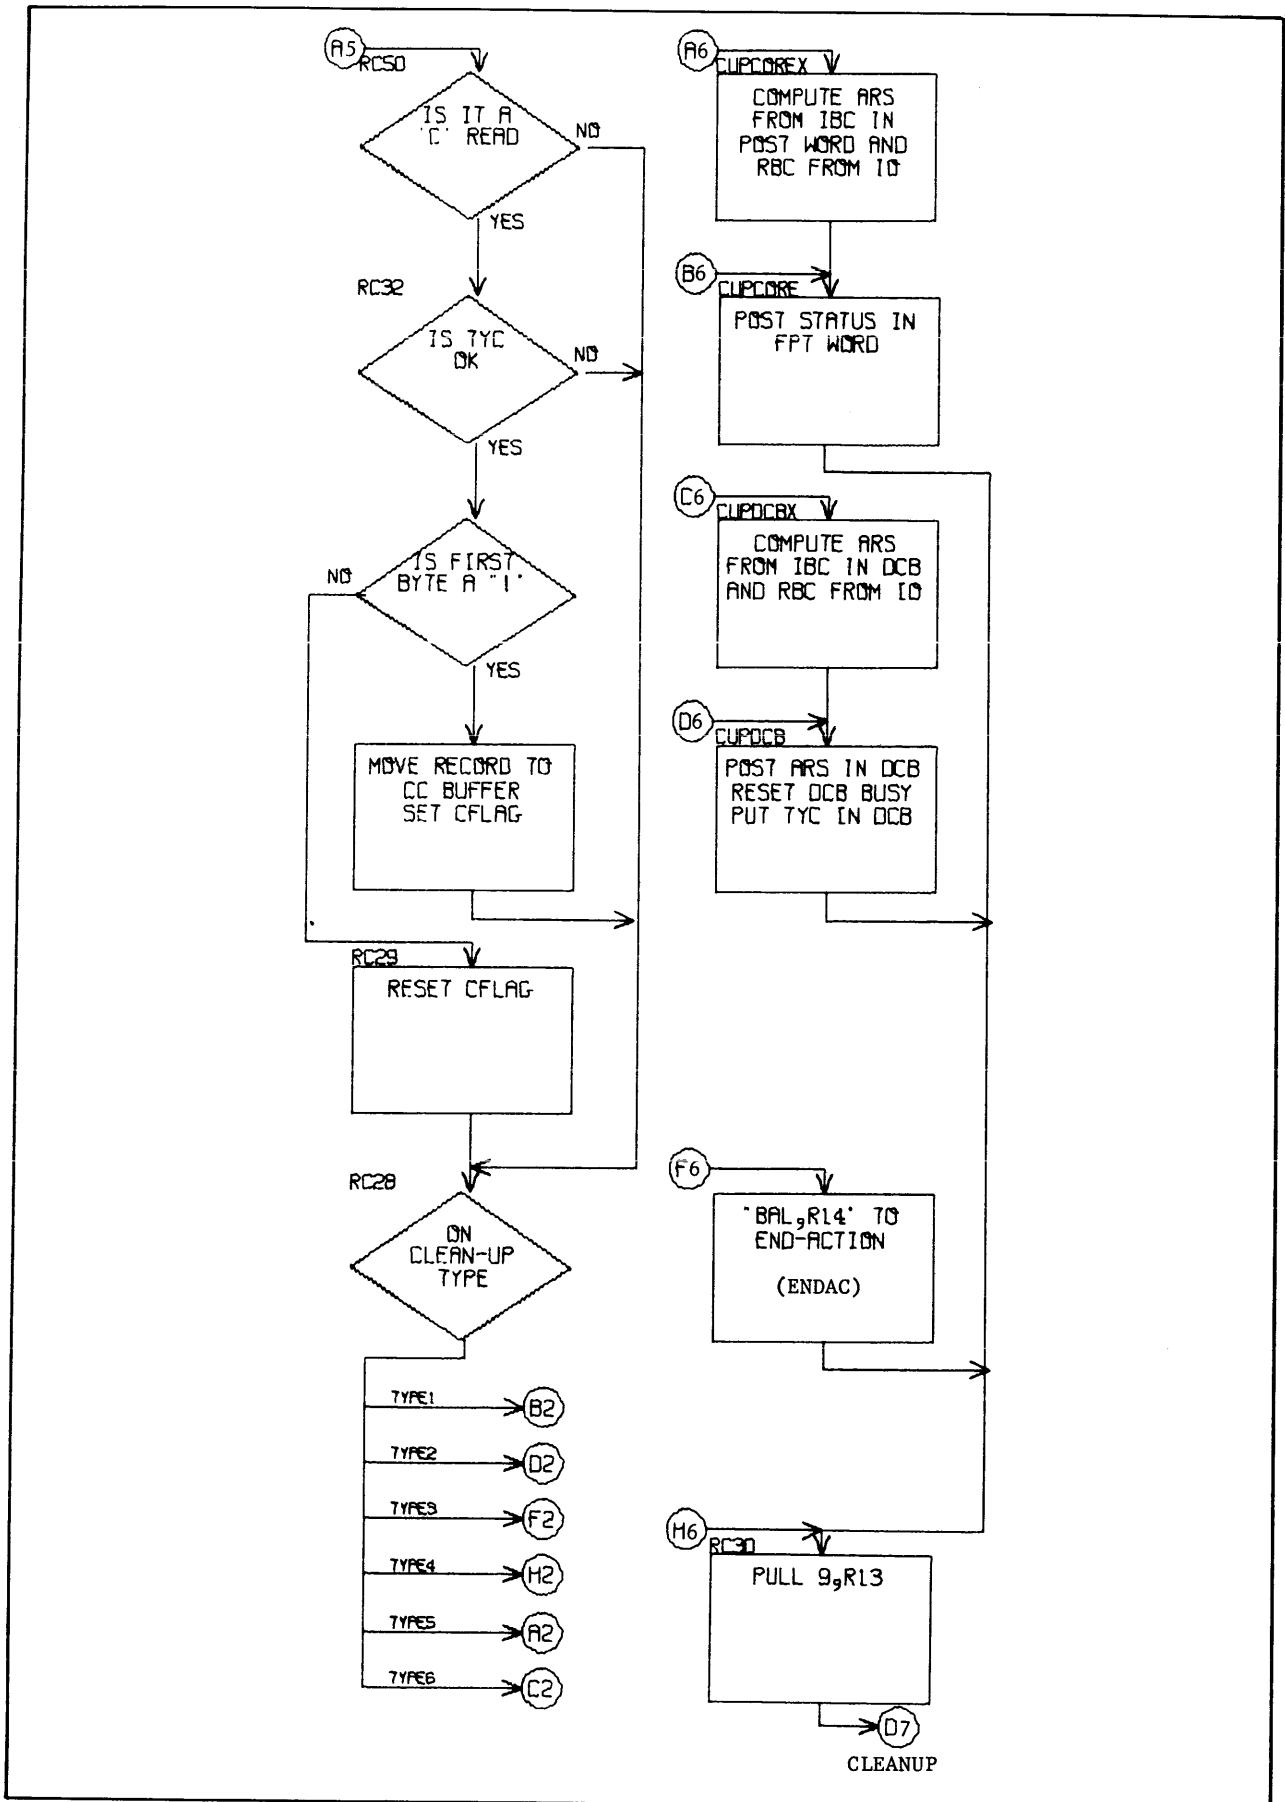 A5
RC50
IS IT A
'C' READ
NO
YES
RC32
IS TYC
OK
NO
YES
IS FIRST
BYTE A "!"
NO
YES
MOVE RECORD TO
CC BUFFER
SET CFLAG
RC29
RESET CFLAG
RC28
ON
CLEAN-UP
TYPE
TYPE1
B2
TYPE2
D2
TYPE3
F2
TYPE4
H2
TYPE5
A2
TYPE6
C2
A6
CUPCOREX
COMPUTE ARS
FROM IBC IN
POST WORD AND
RBC FROM IO
B6
CUPCORE
POST STATUS IN
FPT WORD
C6
CUPDCBX
COMPUTE ARS
FROM IBC IN DCB
AND RBC FROM IO
D6
CUPDCB
POST ARS IN DCB
RESET DCB BUSY
PUT TYC IN DCB
F6
'BAL,R14' TO
END-ACTION
(ENDAC)
H6
RC30
PULL 9,R13
D7
CLEANUP